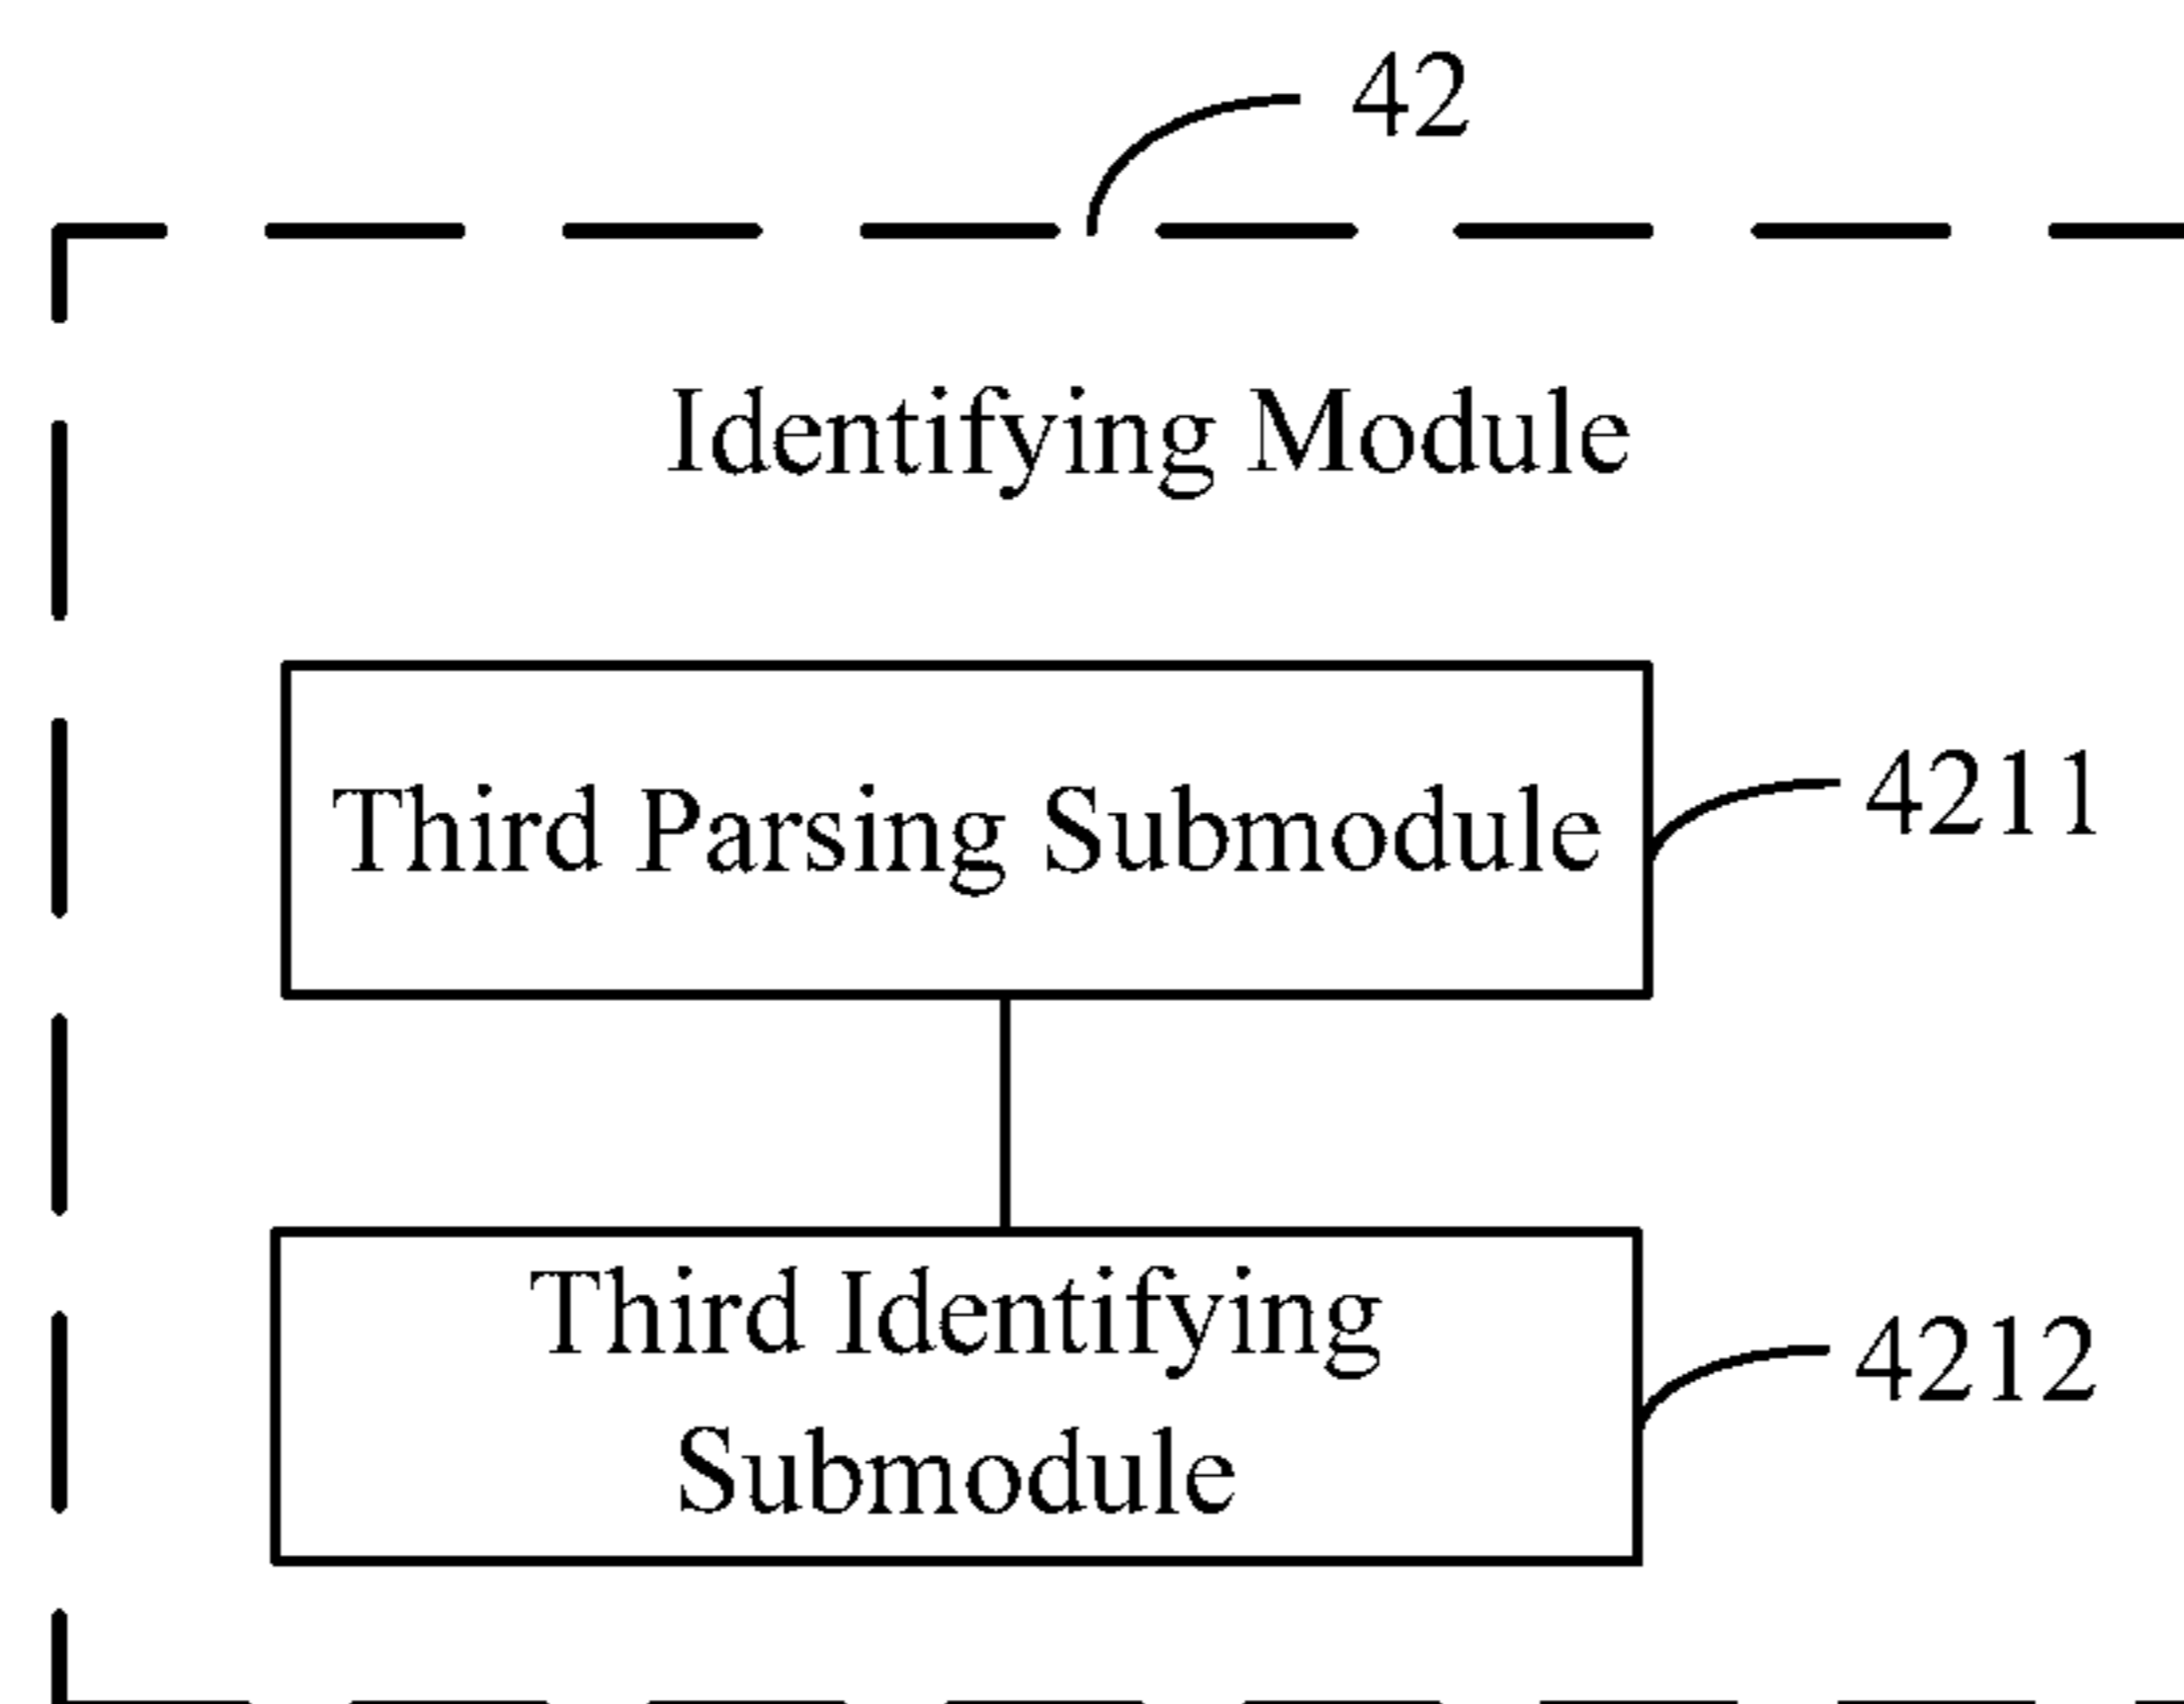 42
Identifying Module
Third Parsing Submodule
4211
Third Identifying
Submodule
4212